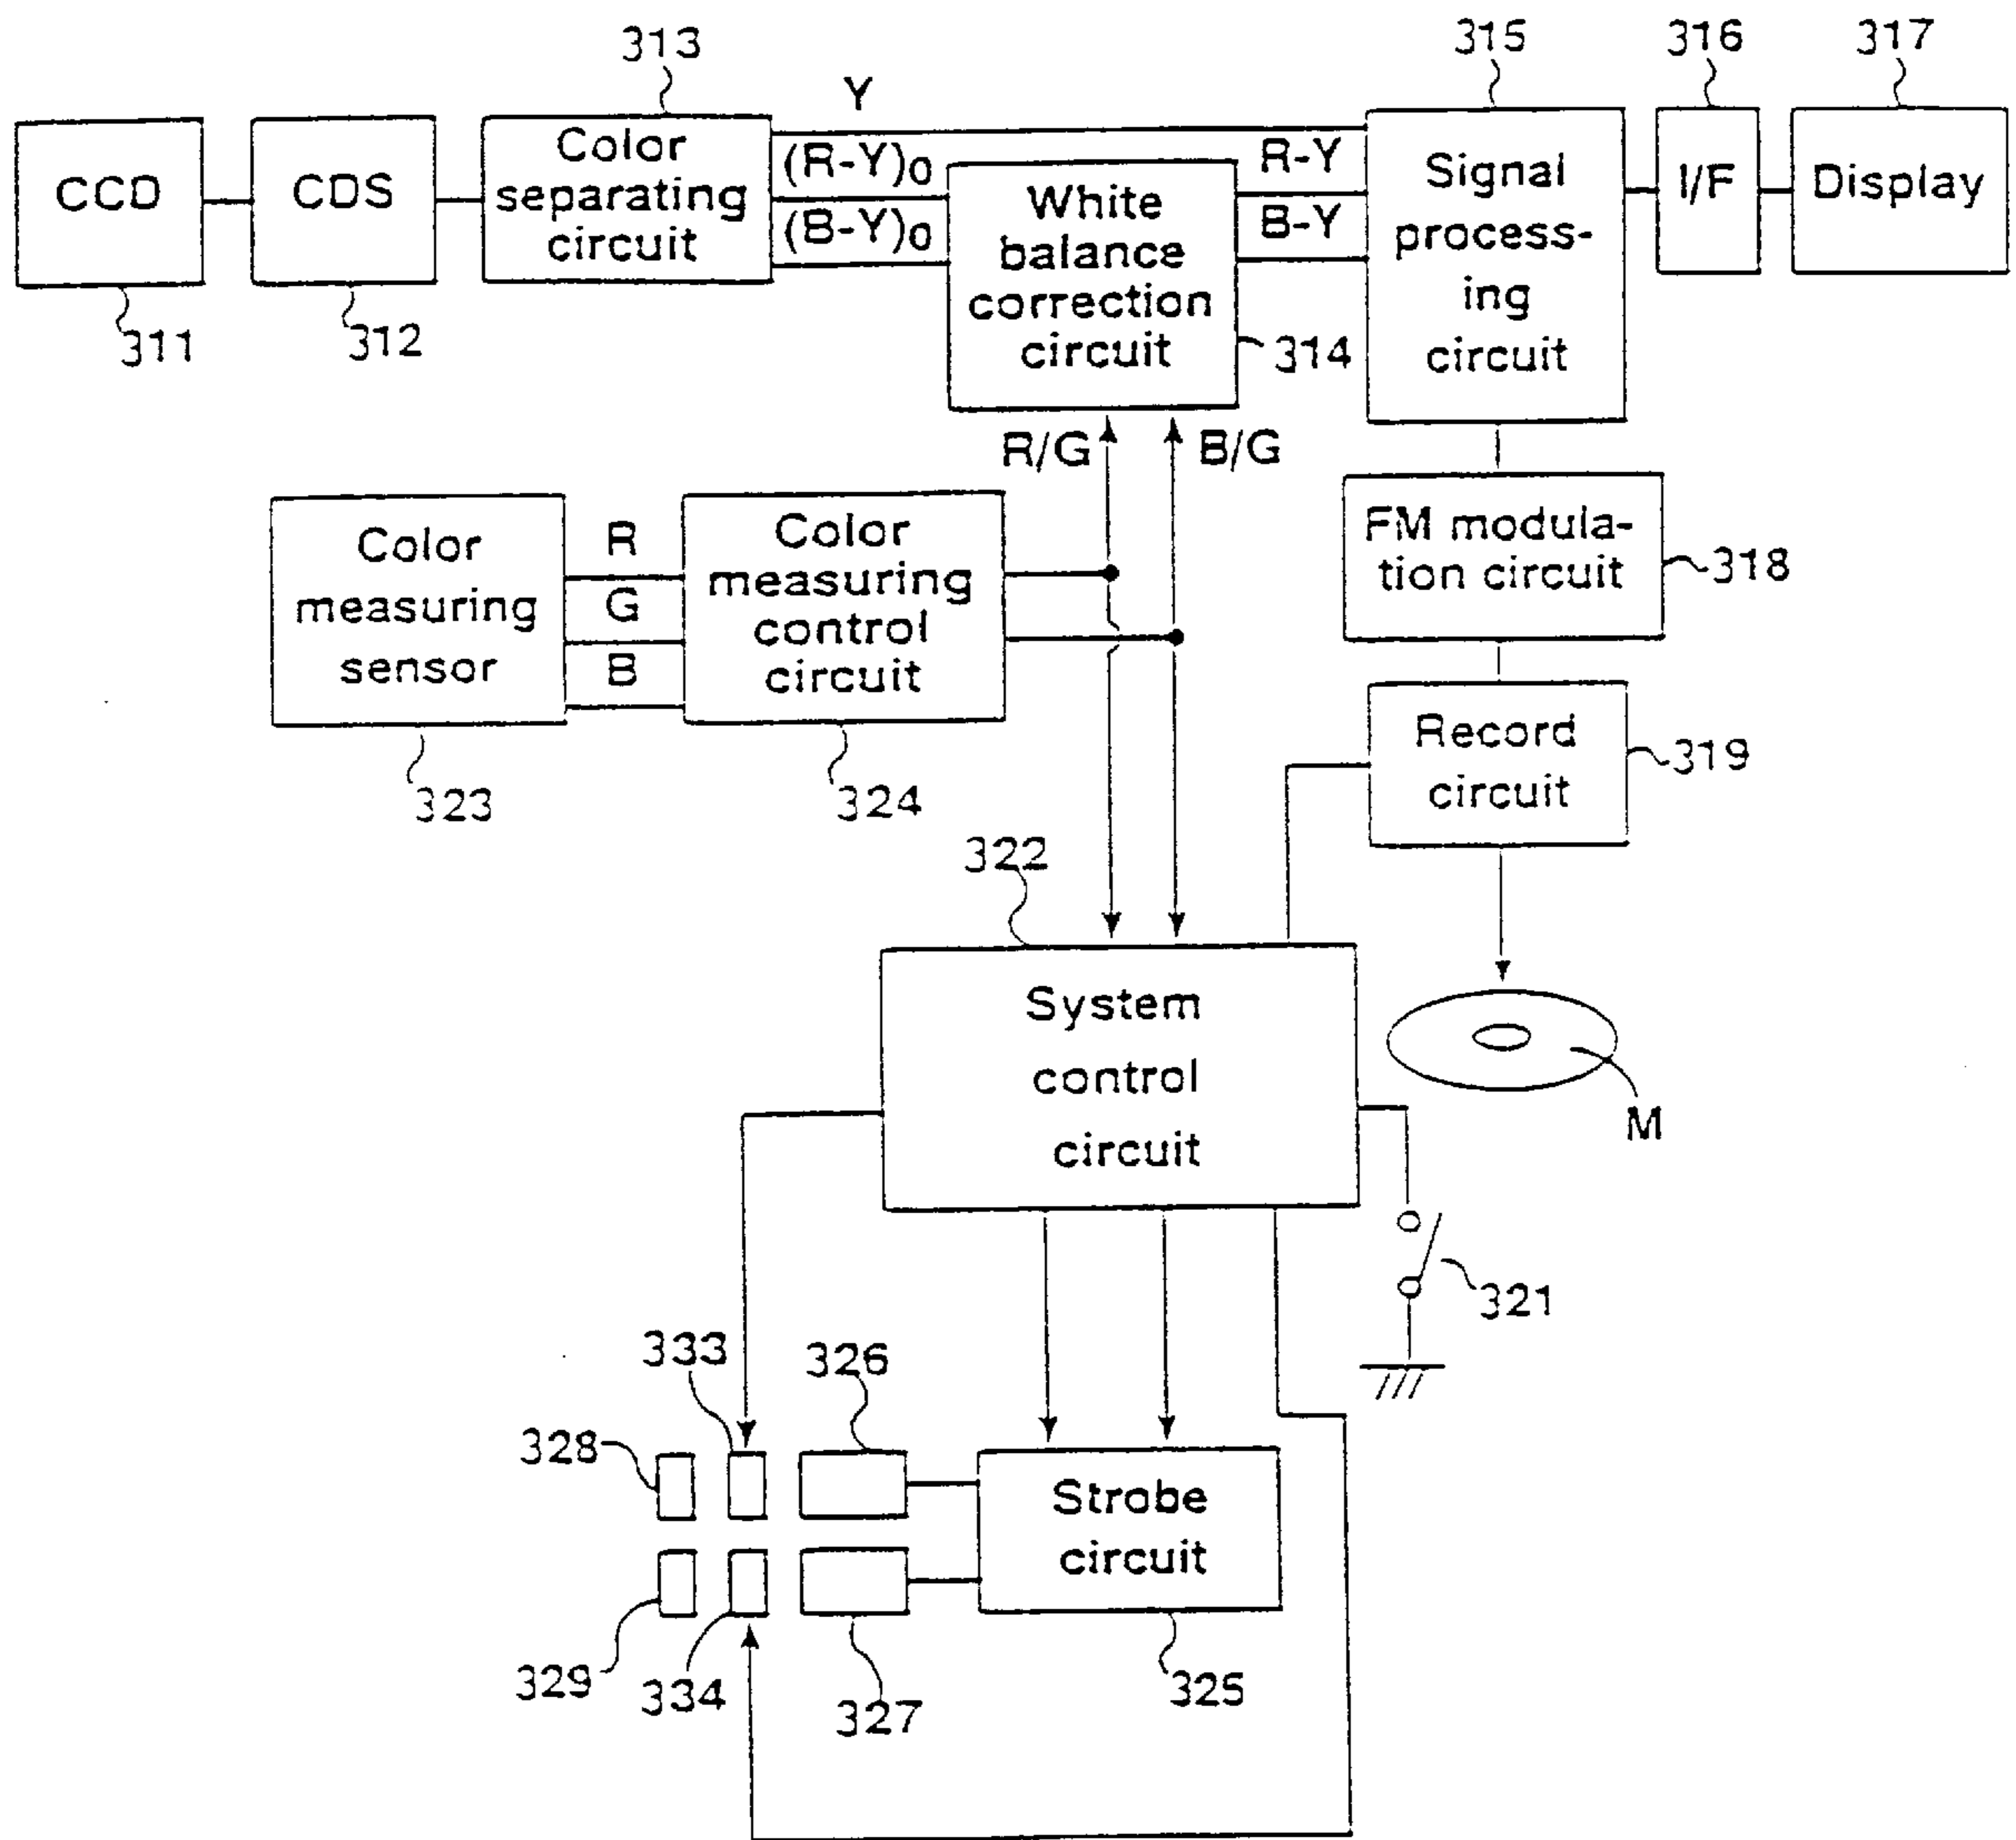 313
315
316
317
Y
CCD
CDS
Color
separating
circuit
(R-Y)0
(B-Y)0
White
balance
correction
circuit
R-Y
B-Y
Signal
process-
ing
circuit
I/F
Display
311
312
314
R/G
B/G
Color
measuring
sensor
R
G
B
Color
measuring
control
circuit
FM modula-
tion circuit
318
Record
circuit
319
323
324
322
System
control
circuit
M
321
333
326
328
Strobe
circuit
329
334
327
325